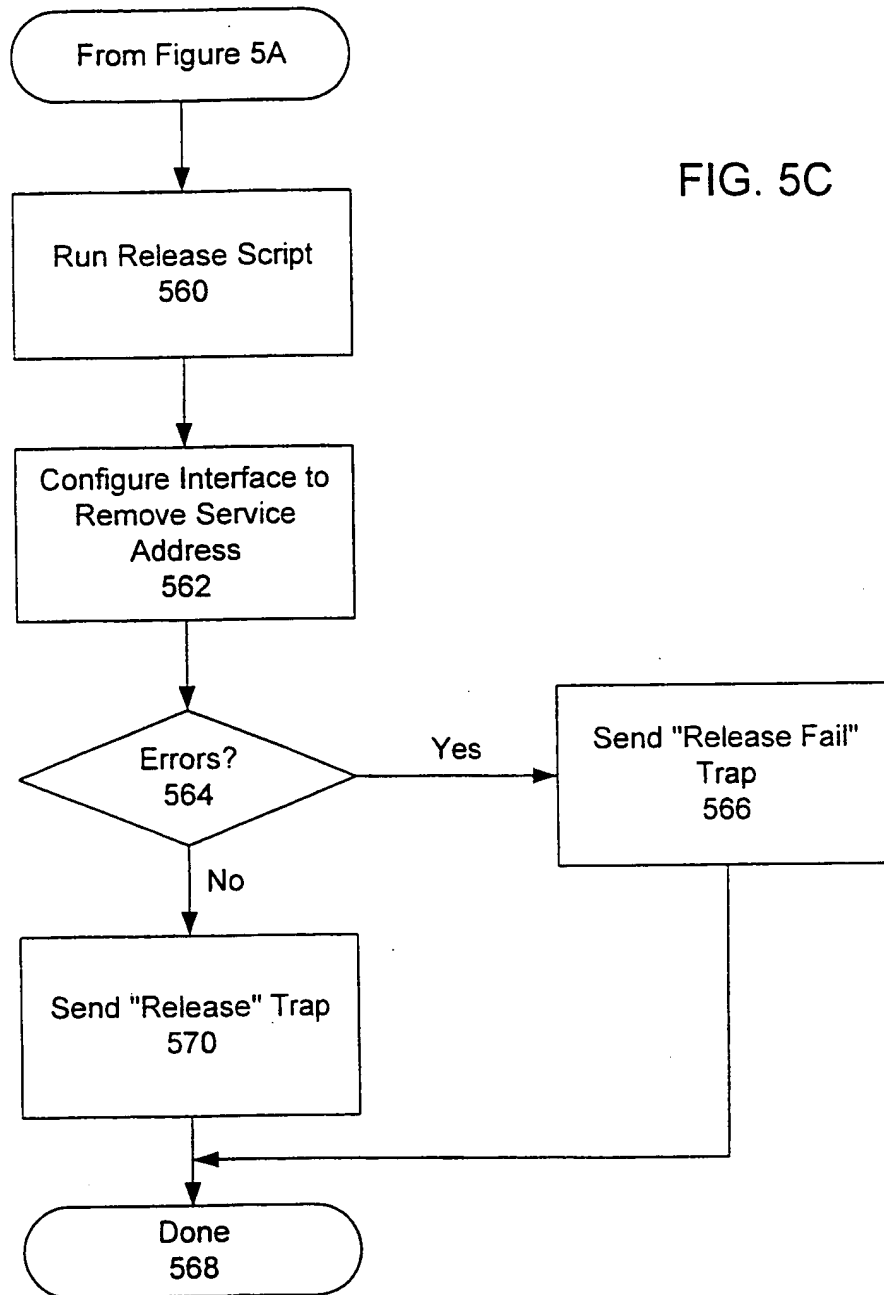 From Figure 5A
FIG. 5C
Run Release Script
560
Configure Interface to
Remove Service
Address
562
Errors?
564
Yes
Send "Release Fail"
Trap
566
No
Send "Release" Trap
570
Done
568